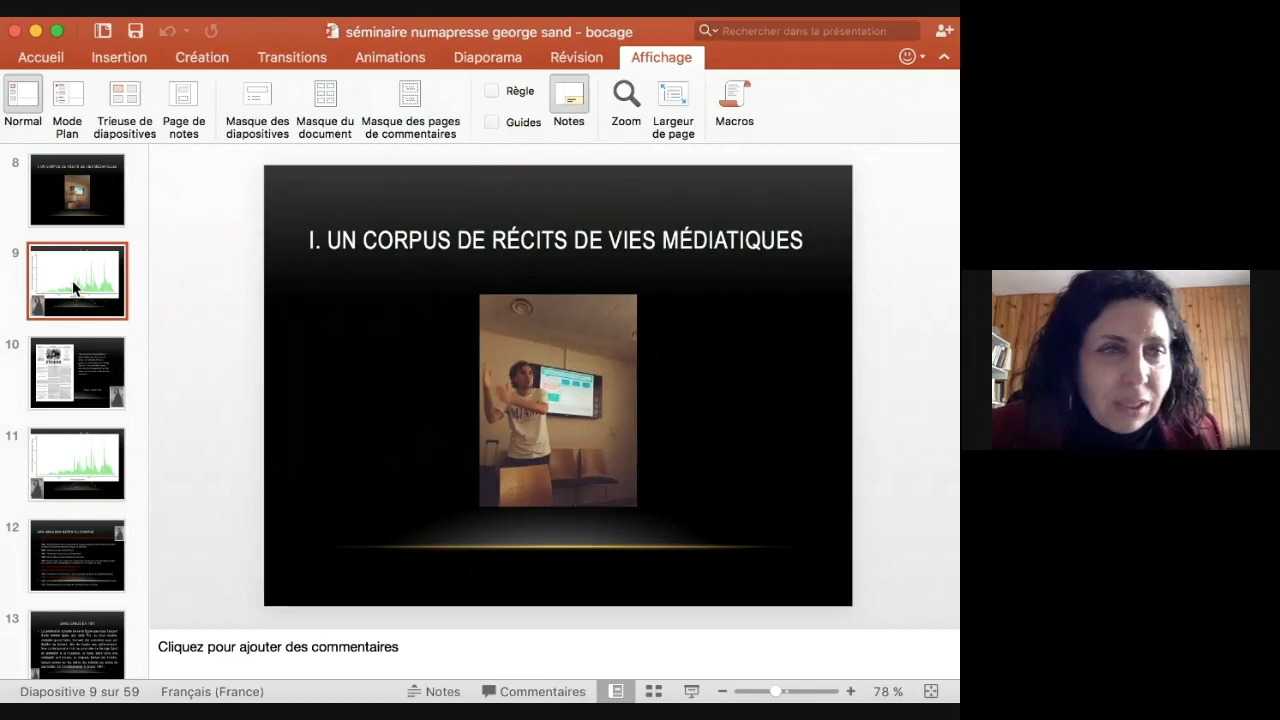 séminaire numapresse george sand - bocage
Rechercher dans la présentation
Accueil Insertion Création Transitions Animations Diaporama Révision Affichage
Normal
Mode Plan
Trieuse de diapositives
Page de notes
Masque des diapositives
Masque du document
Masque des pages de commentaires
Règle
Guides
Notes
Zoom
Largeur de page
Macros
8
9
10
11
12
13
I. UN CORPUS DE RÉCITS DE VIES MÉDIATIQUES
Cliquez pour ajouter des commentaires
Diapositive 9 sur 59 Français (France) Notes Commentaires 78 %